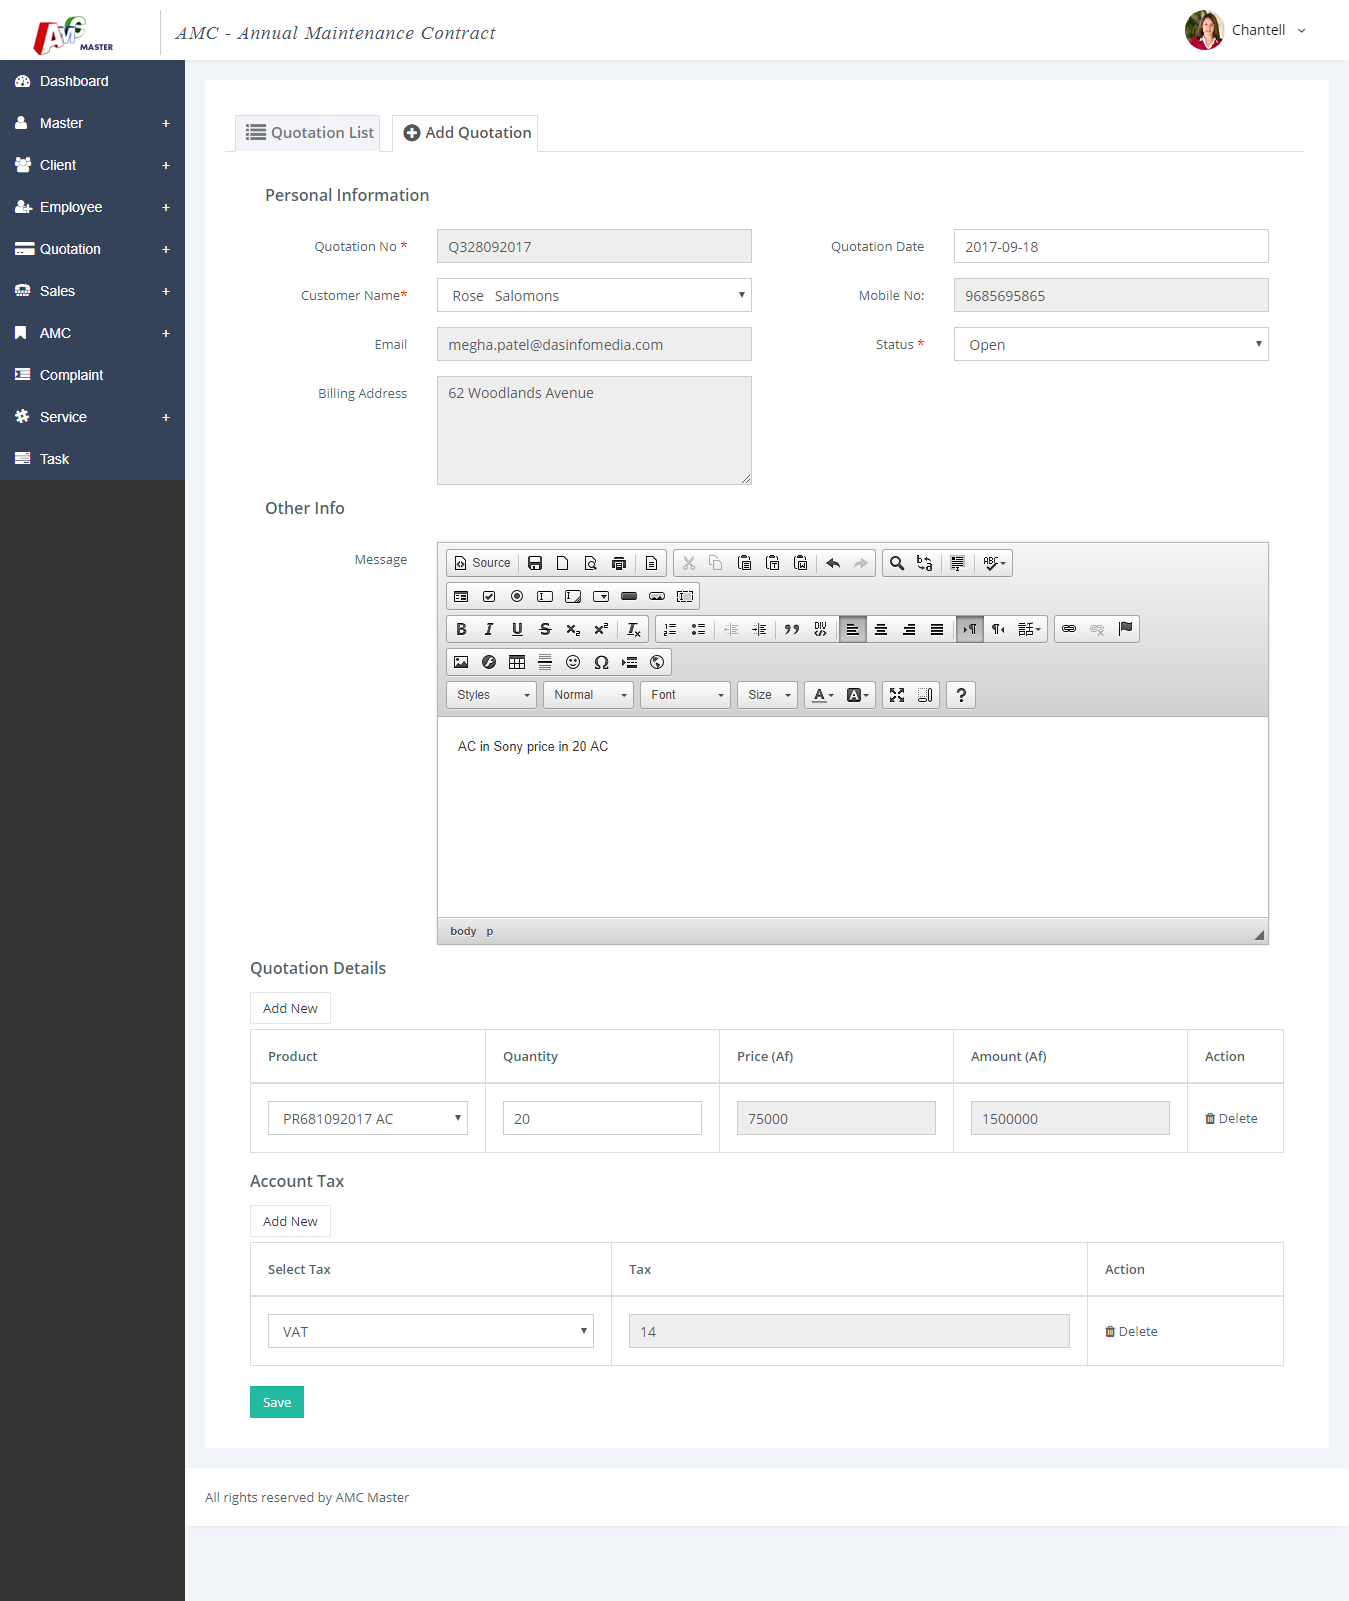 AMC MASTER
AMC - Annual Maintenance Contract
Chantell
Dashboard
Master +
Client +
Employee +
Quotation +
Sales +
AMC +
Complaint
Service +
Task
Quotation List
Add Quotation
Personal Information
Quotation No * Q328092017
Quotation Date 2017-09-18
Customer Name* Rose Salomons
Mobile No: 9685695865
Email megha.patel@dasinfomedia.com
Status * Open
Billing Address 62 Woodlands Avenue
Other Info
Message
Source
Styles Normal Font Size
AC in Sony price in 20 AC
body p
Quotation Details
Add New
Product Quantity Price (Af) Amount (Af) Action
PR681092017 AC 20 75000 1500000 Delete
Account Tax
Add New
Select Tax Tax Action
VAT 14 Delete
Save
All rights reserved by AMC Master